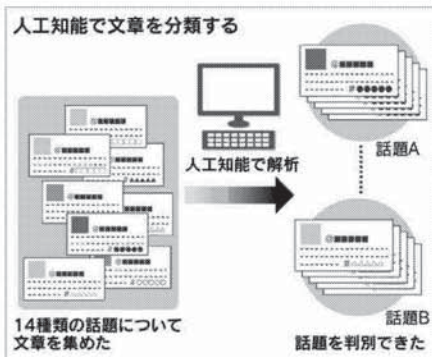 人工知能で文章を分類する
人工知能で解析
話題A
話題B
14種類の話題について
文章を集めた
話題を判別できた